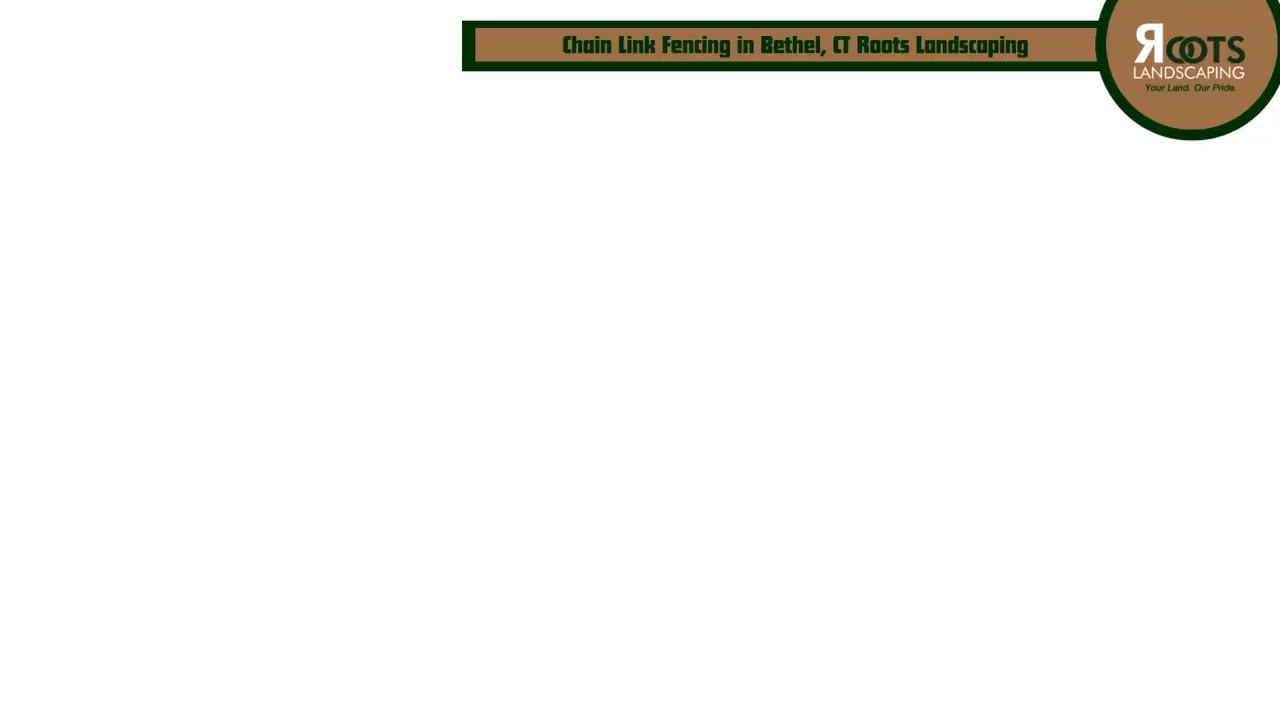 Chain Link Fencing in Bethel, CT Roots Landscaping
ROOTS
LANDSCAPING
Your Land. Our Pride.